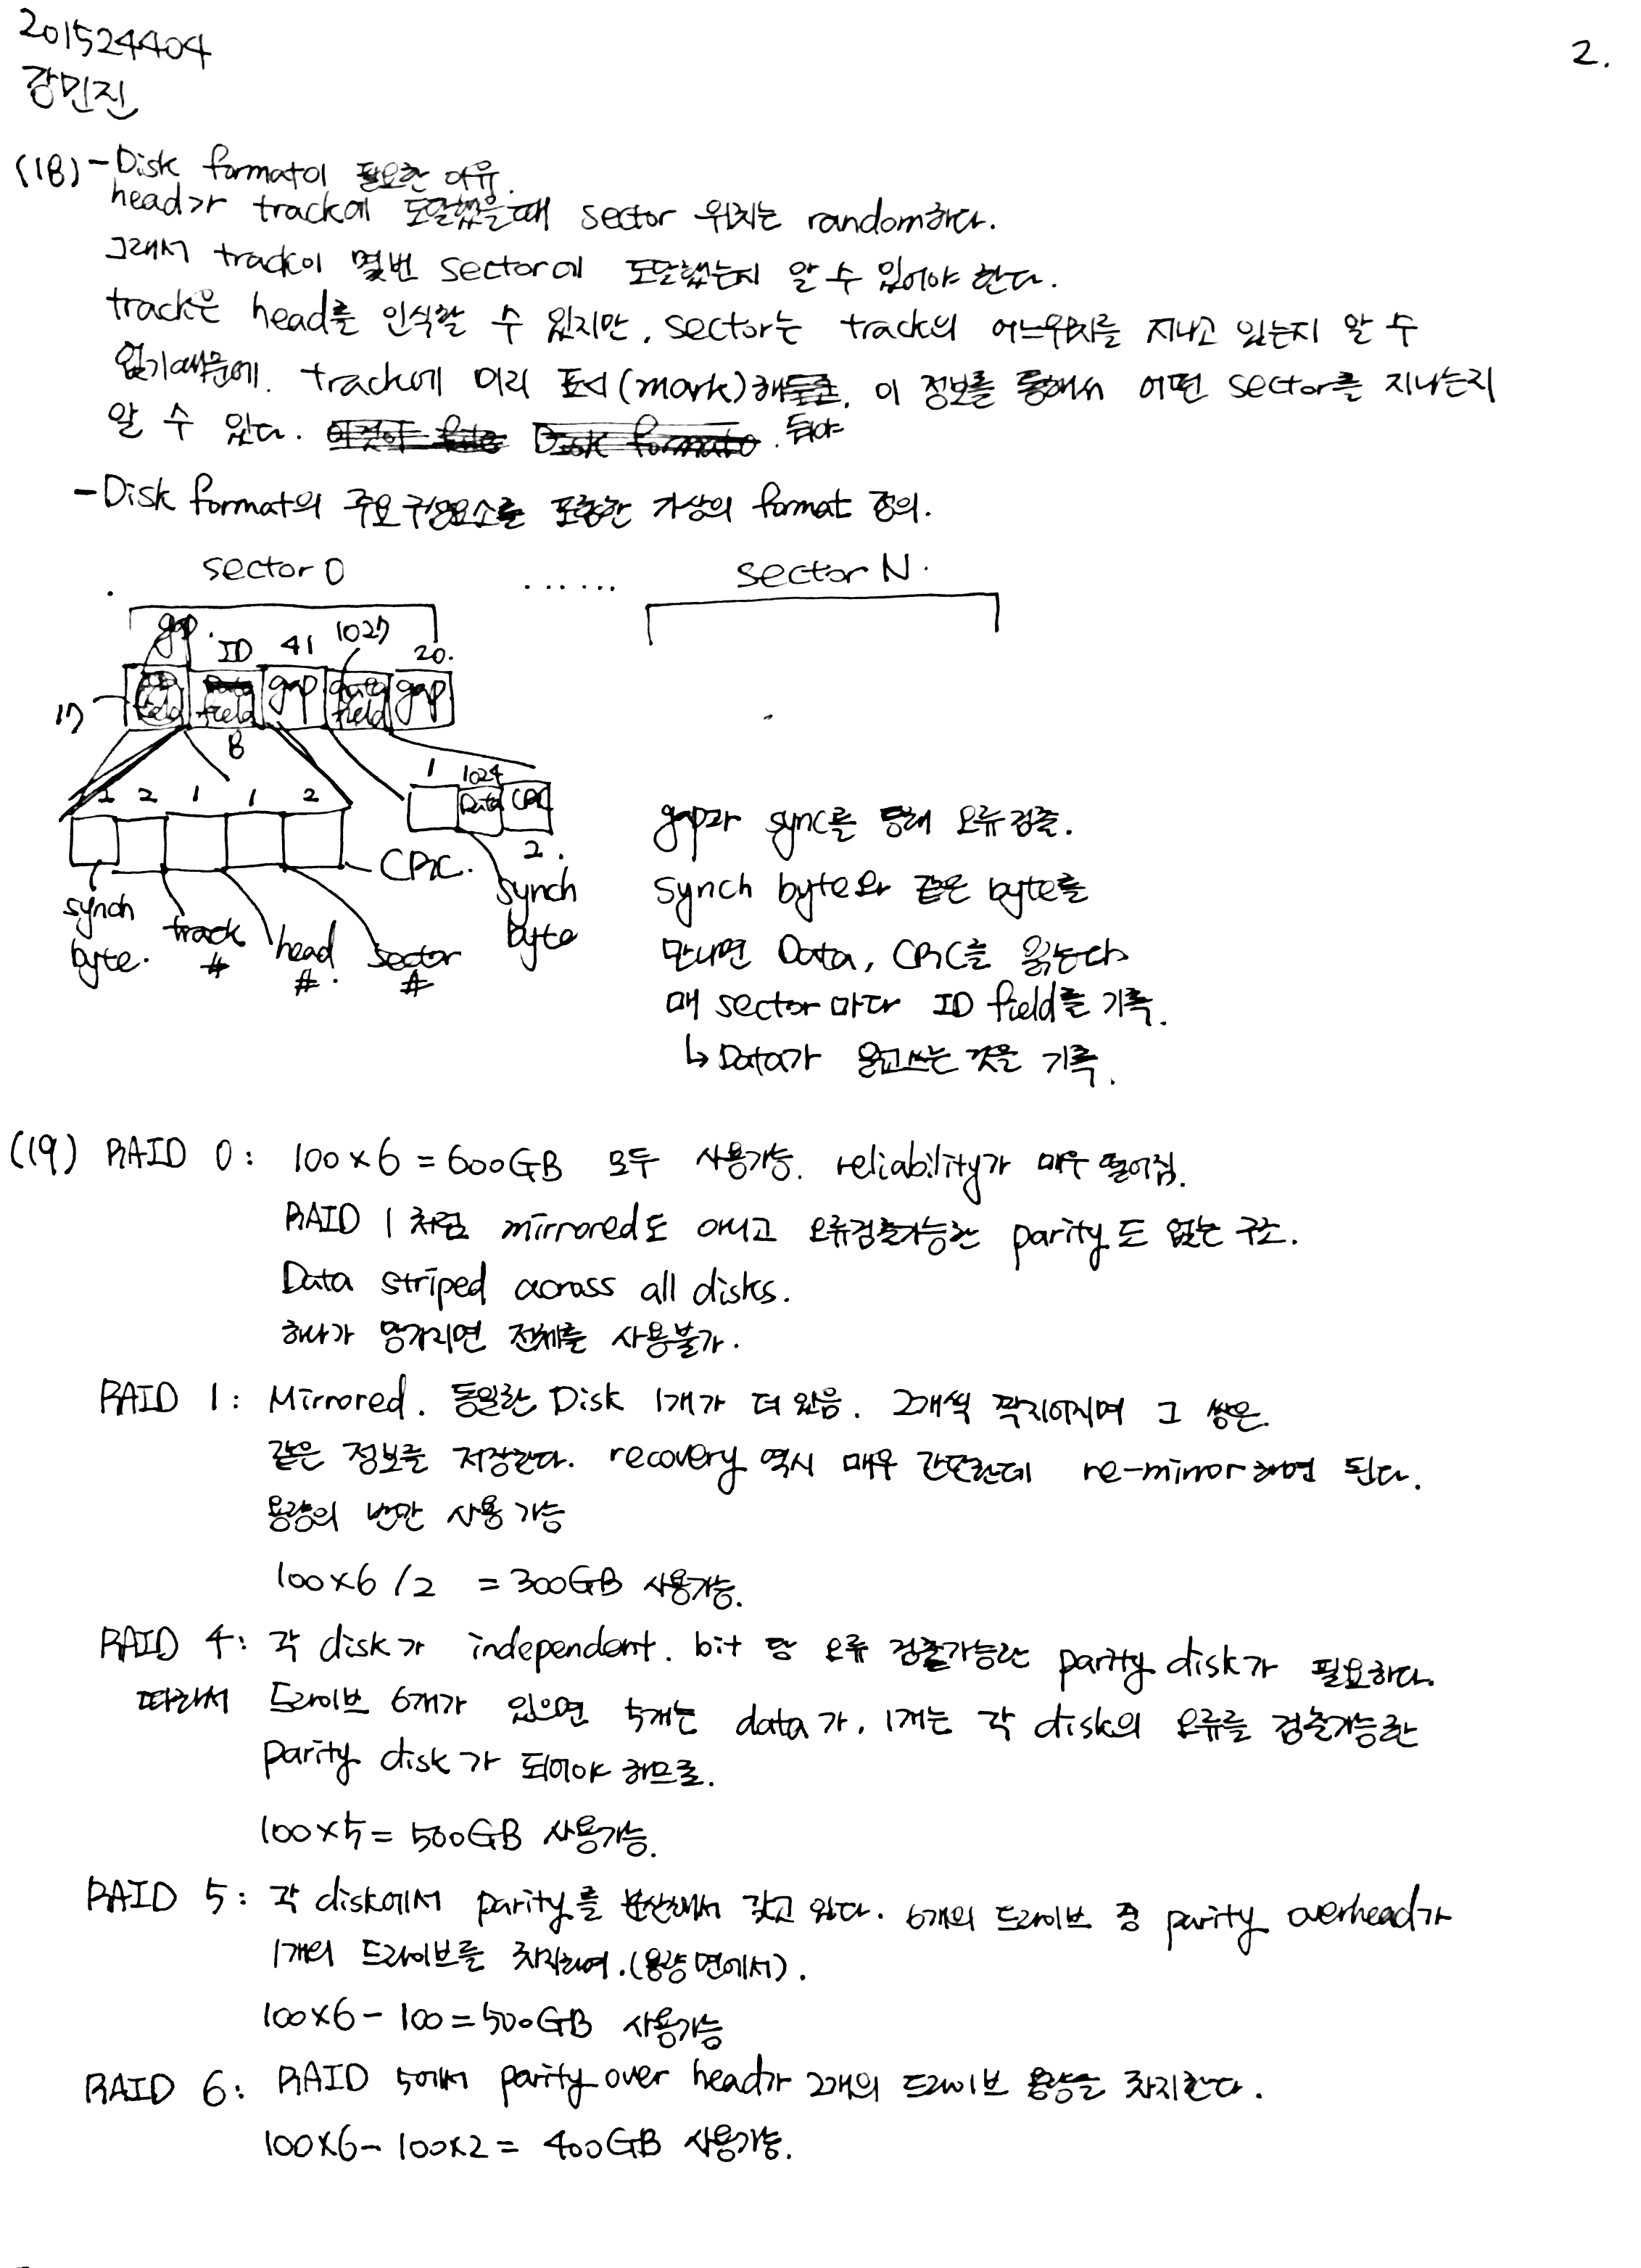 201524404
2.
강민진
(18) - Disk format이 필요한 이유.
head가 track에 도달했을때 sector 위치는 random하다.
그래서 track이 몇번 sector에 도달했는지 알 수 있어야 한다.
track은 head를 인식할 수 있지만, sector는 track의 어느위치를 지나고 있는지 알 수
없기때문에, track에 미리 표시(mark)해둬야, 이 정보를 통해서 어떤 sector를 지나는지
알 수 있다.
- Disk format의 주요구성요소를 포함한 가상의 format 정의.
sector 0 ...... sector N.
gap. ID 41 1027 20.
17 field gap data field gap
8
1 2 1 1 2
1 1024
Data CRC
2.
CRC.
synch byte. track # head #. sector # synch byte
gap과 sync를 통해 오류검출.
synch byte와 같은 byte를
만나면 Data, CRC를 읽는다
매 sector 마다 ID field를 기록.
↳ Data가 읽고쓰는 것을 기록.
(19) RAID 0: 100×6 = 600GB 모두 사용가능. reliability가 매우 떨어짐.
RAID 1처럼 mirrored도 아니고 오류검출가능한 parity도 없는 구조.
Data striped across all disks.
하나가 망가지면 전체를 사용불가.
RAID 1: Mirrored. 동일한 Disk 1개가 더 있음. 2개씩 짝지어지며 그 쌍은
같은 정보를 저장한다. recovery 역시 매우 간단한데 re-mirror하면 된다.
용량의 반만 사용 가능
100×6 /2 = 300GB 사용가능.
RAID 4: 각 disk가 independent. bit 당 오류 검출가능한 parity disk가 필요하다.
따라서 드라이브 6개가 있으면 5개는 data가, 1개는 각 disk의 오류를 검출가능한
parity disk가 되어야 하므로.
100×5 = 500GB 사용가능.
RAID 5: 각 disk에서 parity를 분산해서 갖고 있다. 6개의 드라이브 중 parity overhead가
1개의 드라이브를 차지하여.(용량 면에서).
100×6 - 100 = 500GB 사용가능
RAID 6: RAID 5에서 parity over head가 2개의 드라이브 용량을 차지한다.
100×6 - 100×2 = 400GB 사용가능.